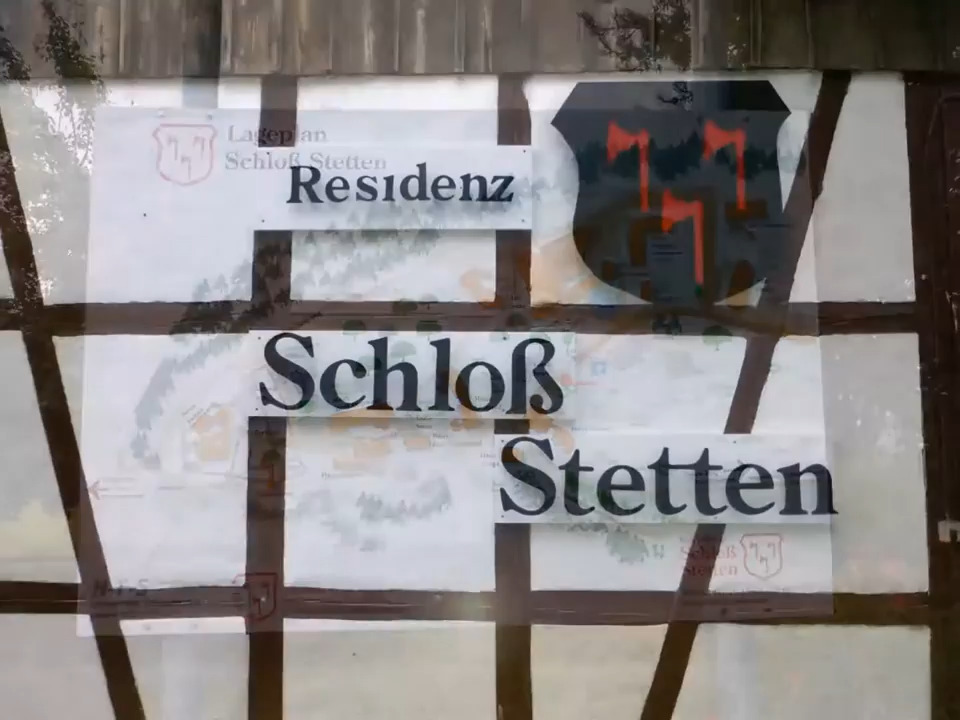 Lageplan
Schloß Stetten
Residenz
Schloß
Stetten
Schloß
Stetten